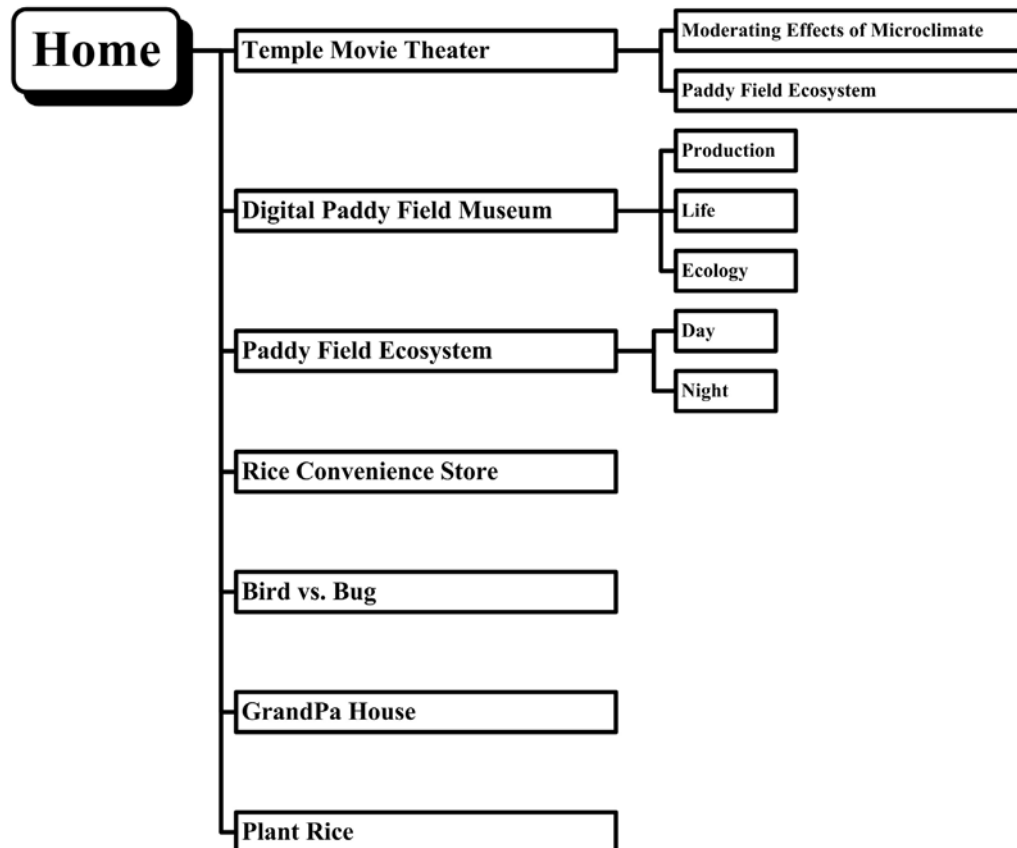 Home
Temple Movie Theater
Moderating Effects of Microclimate
Paddy Field Ecosystem
Digital Paddy Field Museum
Production
Life
Ecology
Paddy Field Ecosystem
Day
Night
Rice Convenience Store
Bird vs. Bug
GrandPa House
Plant Rice